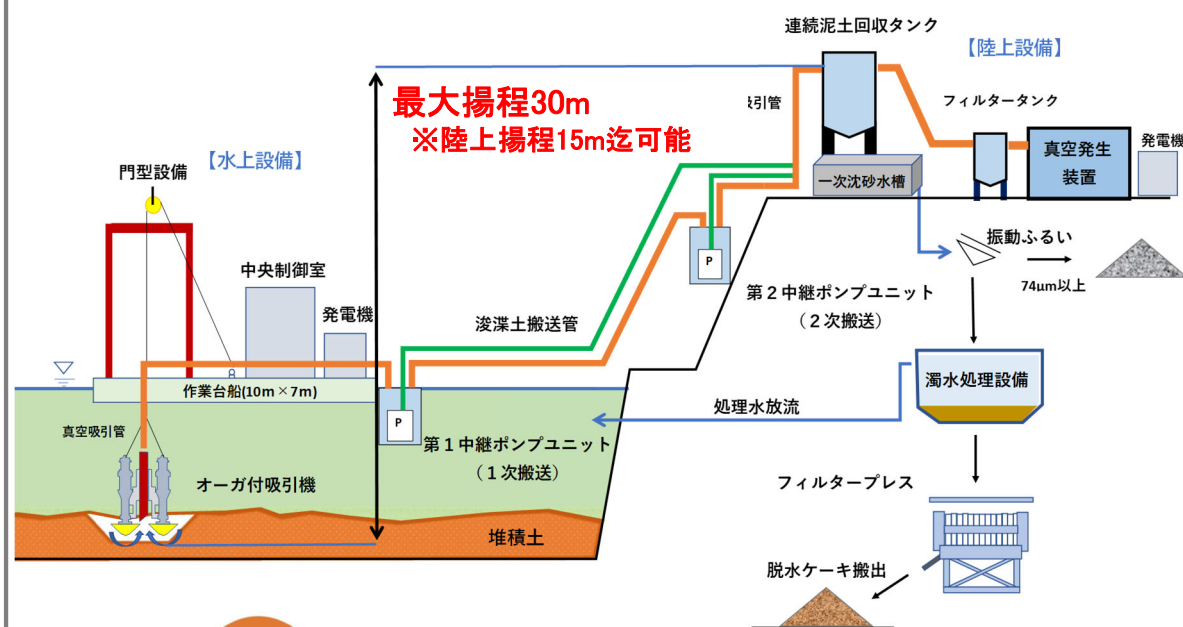 連続泥土回収タンク
【陸上設備】
最大揚程30m
※陸上揚程15m迄可能
吸引管
フィルタータンク
真空発生
装置
発電機
【水上設備】
門型設備
一次沈砂水槽
中央制御室
発電機
P
振動ふるい
74μm以上
第2中継ポンプユニット
（2次搬送）
浚渫土搬送管
作業台船(10m×7m)
濁水処理設備
処理水放流
P
真空吸引管
第1中継ポンプユニット
（1次搬送）
オーガ付吸引機
フィルタープレス
堆積土
脱水ケーキ搬出